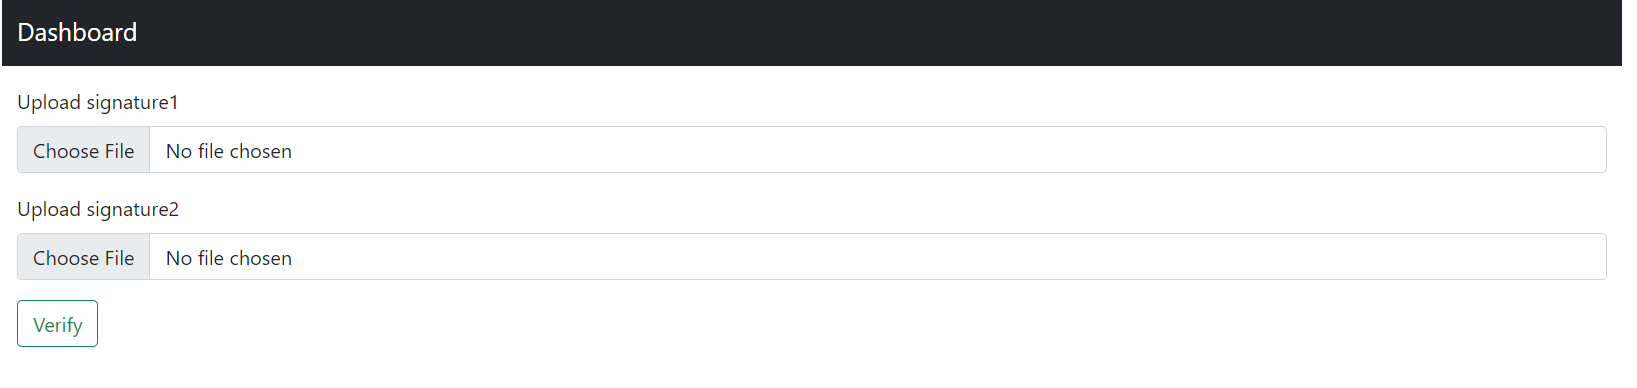 Dashboard
Upload signature1
Choose File No file chosen
Upload signature2
Choose File No file chosen
Verify